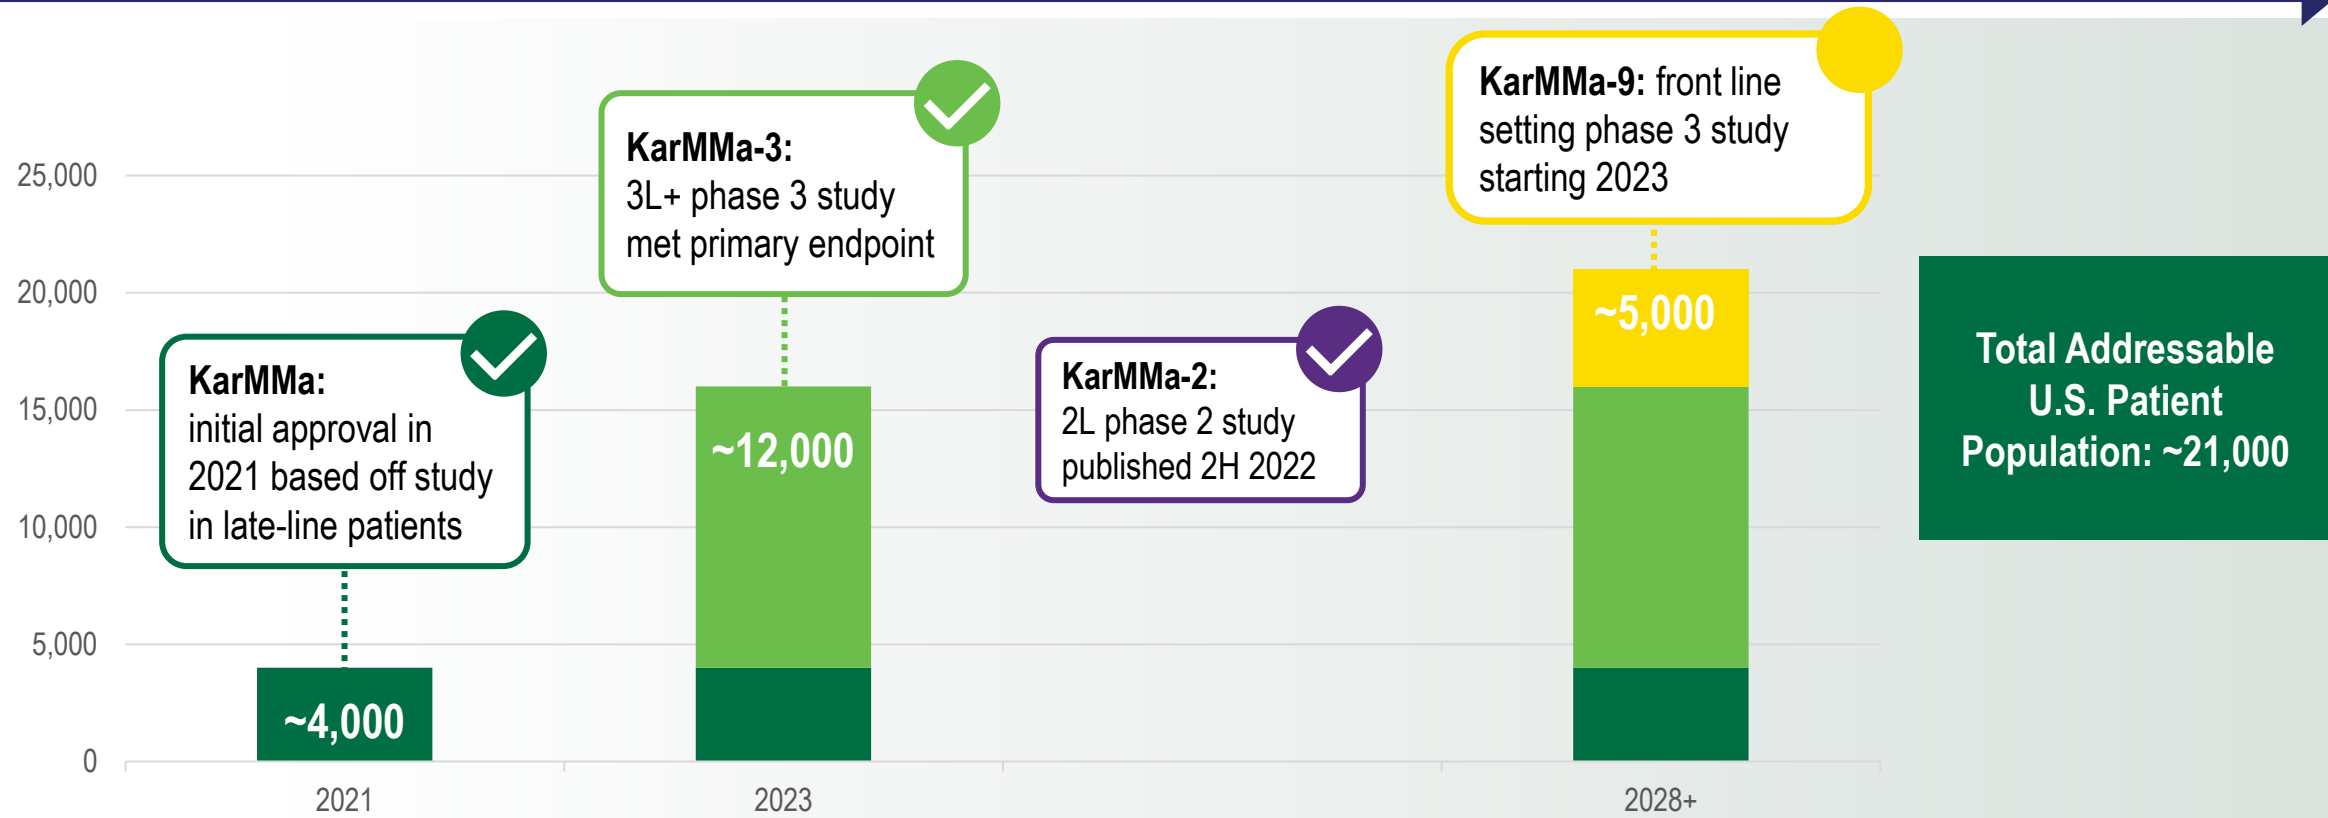 25,000
20,000
15,000
10,000
5,000
0
KarMMa:
initial approval in
2021 based off study
in late-line patients
~4,000
2021
KarMMa-3:
3L+ phase 3 study
met primary endpoint
~12,000
2023
KarMMa-2:
2L phase 2 study
published 2H 2022
KarMMa-9: front line
setting phase 3 study
starting 2023
~5,000
2028+
Total Addressable
U.S. Patient
Population: ~21,000